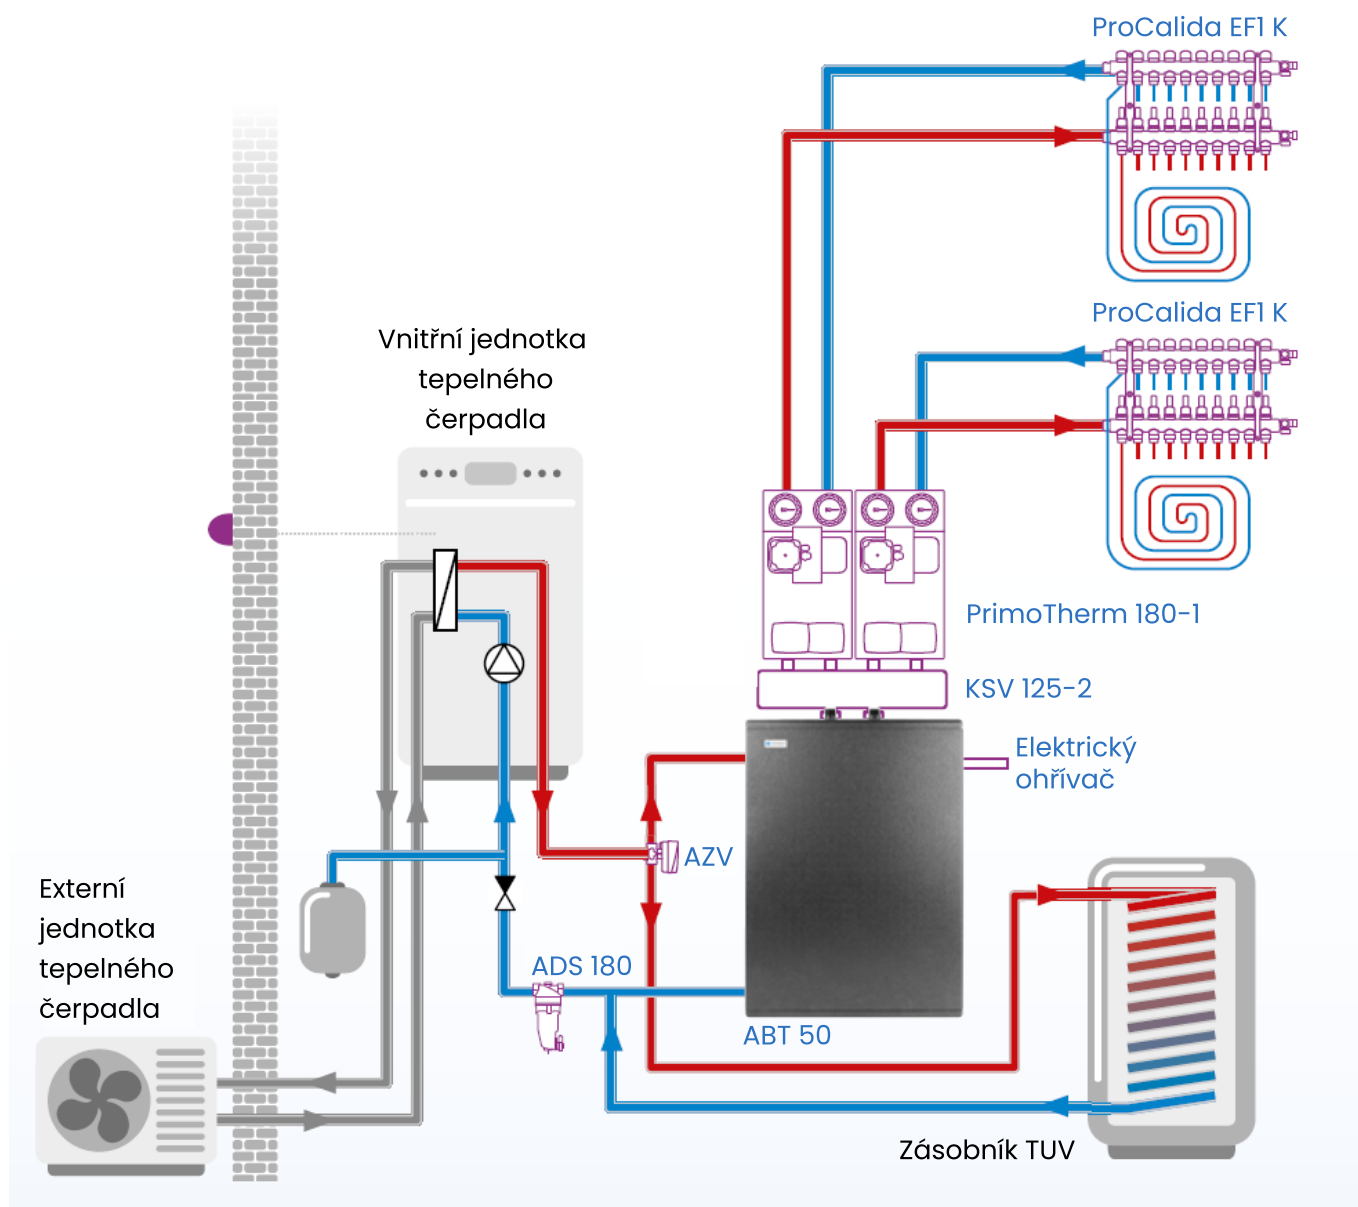 ProCalida EF1 K
ProCalida EF1 K
Vnitřní jednotka
tepelného
čerpadla
PrimoTherm 180-1
KSV 125-2
Elektrický
ohřívač
AZV
Externí
jednotka
tepelného
čerpadla
ADS 180
ABT 50
Zásobník TUV